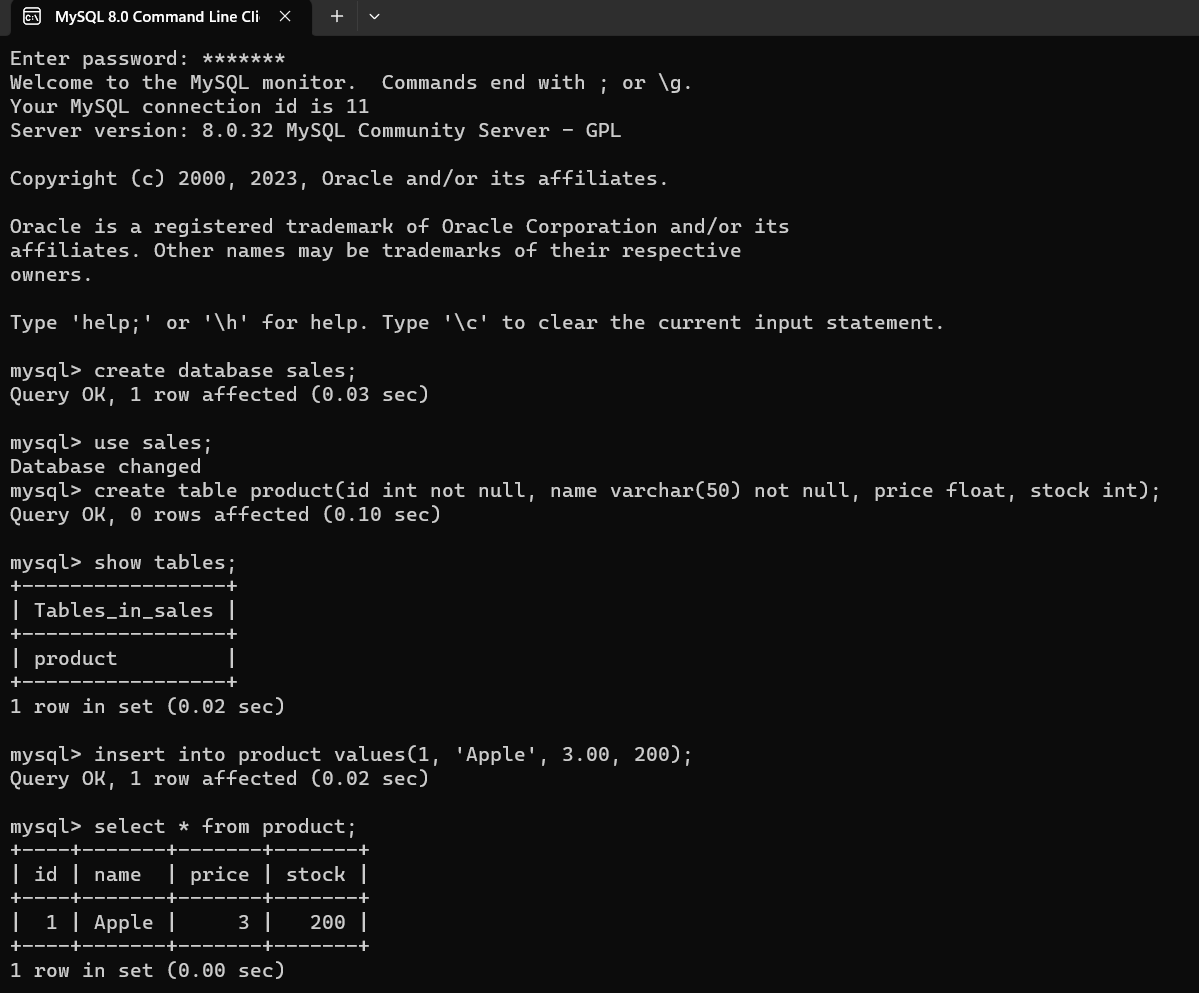 MySQL 8.0 Command Line Cli
Enter password: *******
Welcome to the MySQL monitor.  Commands end with ; or \g.
Your MySQL connection id is 11
Server version: 8.0.32 MySQL Community Server - GPL

Copyright (c) 2000, 2023, Oracle and/or its affiliates.

Oracle is a registered trademark of Oracle Corporation and/or its
affiliates. Other names may be trademarks of their respective
owners.

Type 'help;' or '\h' for help. Type '\c' to clear the current input statement.

mysql> create database sales;
Query OK, 1 row affected (0.03 sec)

mysql> use sales;
Database changed
mysql> create table product(id int not null, name varchar(50) not null, price float, stock int);
Query OK, 0 rows affected (0.10 sec)

mysql> show tables;
+-----------------+
| Tables_in_sales |
+-----------------+
| product         |
+-----------------+
1 row in set (0.02 sec)

mysql> insert into product values(1, 'Apple', 3.00, 200);
Query OK, 1 row affected (0.02 sec)

mysql> select * from product;
+----+-------+-------+-------+
| id | name  | price | stock |
+----+-------+-------+-------+
|  1 | Apple |     3 |   200 |
+----+-------+-------+-------+
1 row in set (0.00 sec)